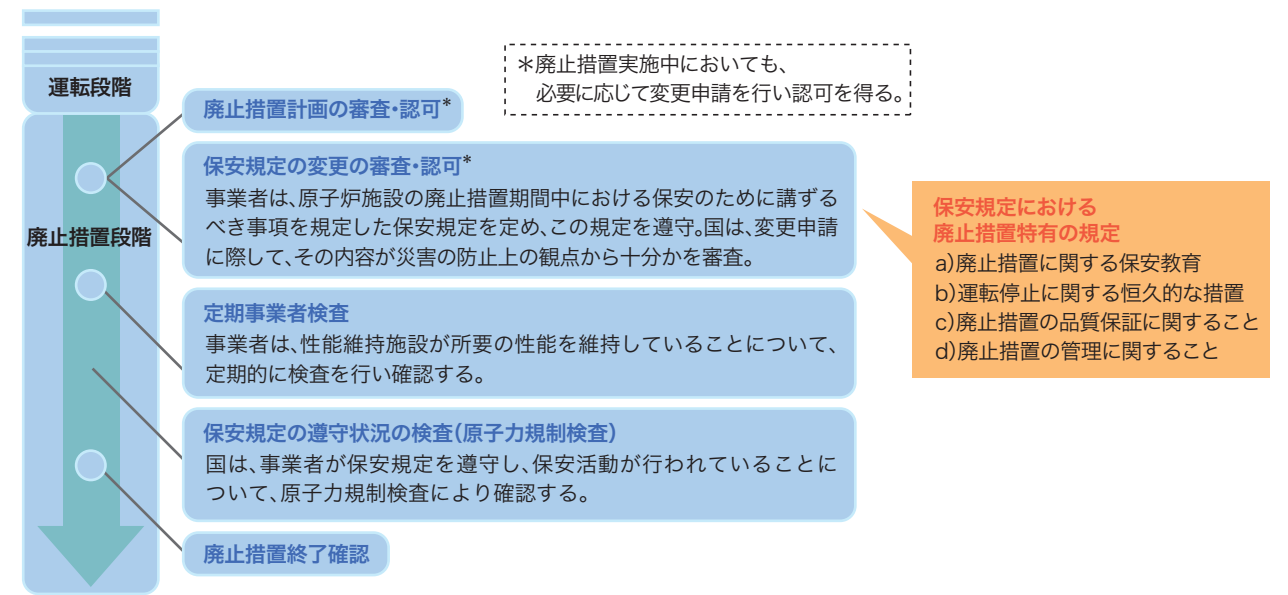 運転段階
廃止措置段階
*廃止措置実施中においても、
必要に応じて変更申請を行い認可を得る。
廃止措置計画の審査・認可*
保安規定の変更の審査・認可*
事業者は、原子炉施設の廃止措置期間中における保安のために講ずる
べき事項を規定した保安規定を定め、この規定を遵守。国は、変更申請
に際して、その内容が災害の防止上の観点から十分かを審査。
定期事業者検査
事業者は、性能維持施設が所要の性能を維持していることについて、
定期的に検査を行い確認する。
保安規定の遵守状況の検査(原子力規制検査)
国は、事業者が保安規定を遵守し、保安活動が行われていることに
ついて、原子力規制検査により確認する。
廃止措置終了確認
保安規定における
廃止措置特有の規定
a)廃止措置に関する保安教育
b)運転停止に関する恒久的な措置
c)廃止措置の品質保証に関すること
d)廃止措置の管理に関すること